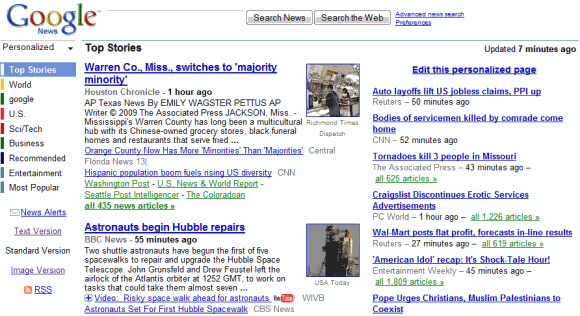 Google
News
Search News
Search the Web
Advanced news search
Preferences
Personalized
Top Stories
World
google
U.S.
Sci/Tech
Business
Recommended
Entertainment
Most Popular
News Alerts
Text Version
Standard Version
Image Version
RSS
Top Stories
Updated 7 minutes ago
Warren Co., Miss., switches to 'majority
minority'
Houston Chronicle - 1 hour ago
AP Texas News By EMILY WAGSTER PETTUS AP
Writer © 2009 The Associated Press JACKSON, Miss. -
Mississippi's Warren County has long been a multicultural
hub with its Chinese-owned grocery stores, black funeral
homes and restaurants that serve fried ...
Orange County Now Has More 'Minorities' Than 'Majorities' Central
Florida News 13|
Hispanic population boom fuels rising US diversity CNN
Washington Post - U.S. News & World Report -
Seattle Post Intelligencer - The Coloradoan
all 435 news articles »
Richmond Times
Dispatch
Astronauts begin Hubble repairs
BBC News - 55 minutes ago
Two shuttle astronauts have begun the first of five
spacewalks to repair and upgrade the Hubble Space
Telescope. John Grunsfeld and Drew Feustel left the
airlock of the Atlantis orbiter at 1252 GMT, to work on
tasks that could take them almost seven ...
Video: Risky space walk ahead for astronauts YouTube WIVB
Astronauts Set For First Hubble Spacewalk CBS News
USA Today
Edit this personalized page
Auto layoffs lift US jobless claims, PPI up
Reuters - 50 minutes ago
Bodies of servicemen killed by comrade come
home
CNN - 52 minutes ago
Tornadoes kill 3 people in Missouri
The Associated Press - 43 minutes ago -
all 625 articles »
Craigslist Discontinues Erotic Services
Advertisements
PC World - 1 hour ago - all 1,226 articles »
Wal-Mart posts flat profit, forecasts in-line results
Reuters - 27 minutes ago - all 619 articles »
'American Idol' recap: It's Shock-Tale Hour!
Entertainment Weekly - 45 minutes ago -
all 1,809 articles »
Pope Urges Christians, Muslim Palestinians to
Coexist